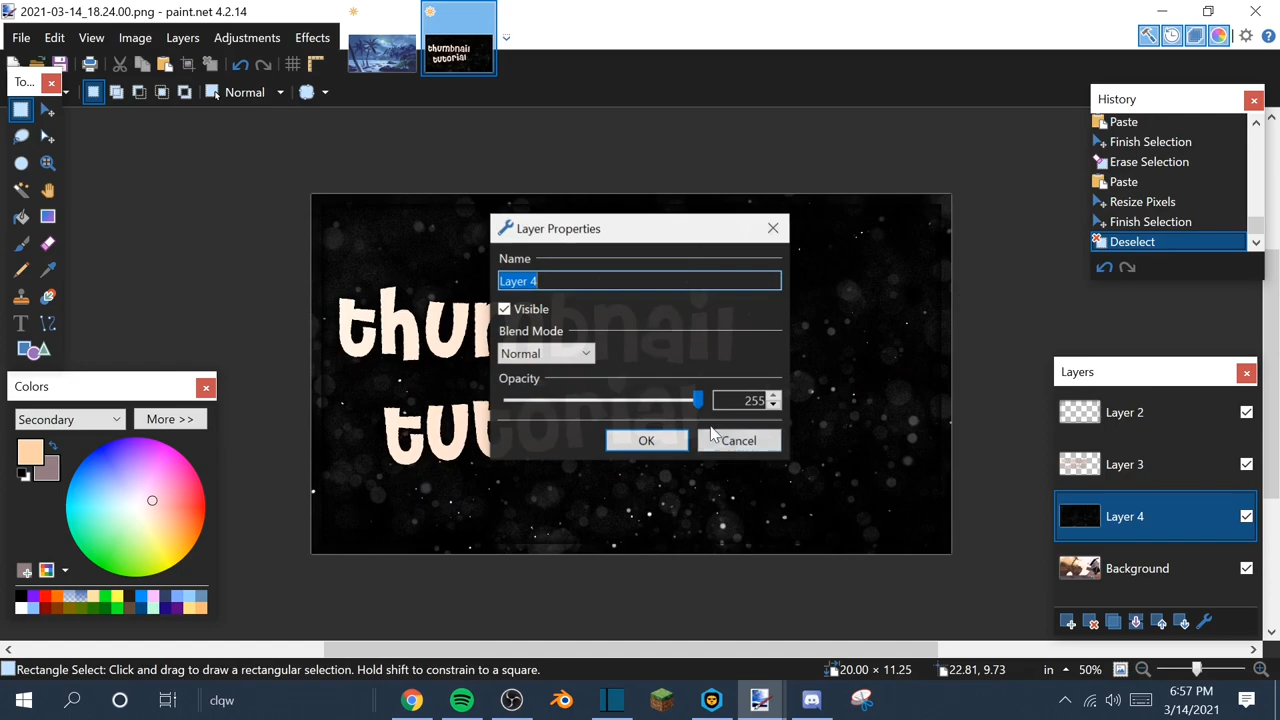 2021-03-14_18.24.00.png - paint.net 4.2.14
File Edit View Image Layers Adjustments Effects
thumbnail
tutorial
To...
Normal
History
Paste
Finish Selection
Erase Selection
Paste
Resize Pixels
Finish Selection
Deselect
Layer Properties
Name
Layer 4
Visible
Blend Mode
Normal
Opacity
255
OK
Cancel
thumbnail
tutorial
Colors
Secondary
More >>
Layers
Layer 2
Layer 3
Layer 4
Background
Rectangle Select: Click and drag to draw a rectangular selection. Hold shift to constrain to a square.
20.00 × 11.25
22.81, 9.73
in
50%
clqw
6:57 PM
3/14/2021